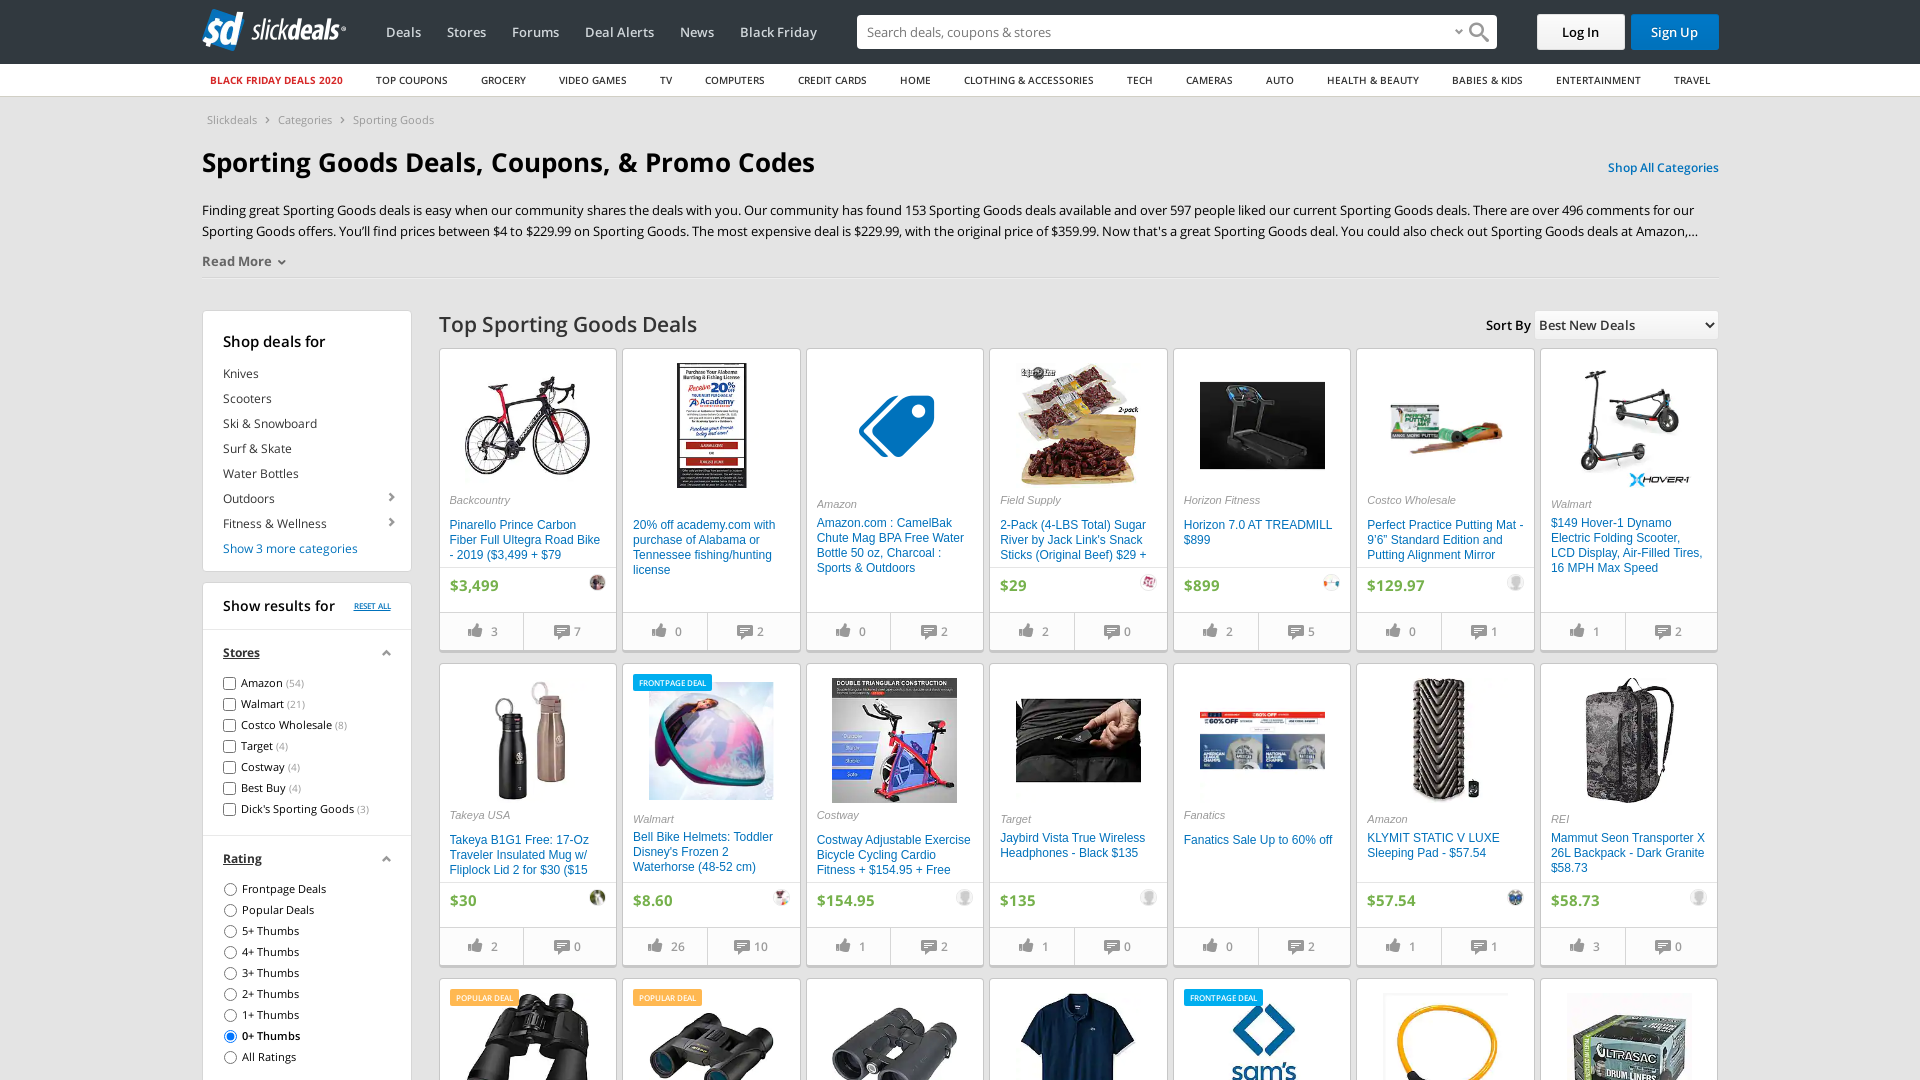 sd slickdeals
Deals
Stores
Forums
Deal Alerts
News
Black Friday
Search deals, coupons & stores
Log In
Sign Up
BLACK FRIDAY DEALS 2020
TOP COUPONS
GROCERY
VIDEO GAMES
TV
COMPUTERS
CREDIT CARDS
HOME
CLOTHING & ACCESSORIES
TECH
CAMERAS
AUTO
HEALTH & BEAUTY
BABIES & KIDS
ENTERTAINMENT
TRAVEL
Slickdeals > Categories > Sporting Goods
Sporting Goods Deals, Coupons, & Promo Codes
Shop All Categories
Finding great Sporting Goods deals is easy when our community shares the deals with you. Our community has found 153 Sporting Goods deals available and over 597 people liked our current Sporting Goods deals. There are over 496 comments for our
Sporting Goods offers. You'll find prices between $4 to $229.99 on Sporting Goods. The most expensive deal is $229.99, with the original price of $359.99. Now that's a great Sporting Goods deal. You could also check out Sporting Goods deals at Amazon,...
Read More
Shop deals for
Knives
Scooters
Ski & Snowboard
Surf & Skate
Water Bottles
Outdoors
Fitness & Wellness
Show 3 more categories
Show results for
RESET ALL
Stores
Amazon (54)
Walmart (21)
Costco Wholesale (8)
Target (4)
Costway (4)
Best Buy (4)
Dick's Sporting Goods (3)
Rating
Frontpage Deals
Popular Deals
5+ Thumbs
4+ Thumbs
3+ Thumbs
2+ Thumbs
1+ Thumbs
0+ Thumbs
All Ratings
Top Sporting Goods Deals
Sort By Best New Deals
Backcountry
Pinarello Prince Carbon
Fiber Full Ultegra Road Bike
- 2019 ($3,499 + $79
$3,499
3
7
Purchase Your Alabama
Hunting & Fishing License
Receive 20%
Academy
20% off academy.com with
purchase of Alabama or
Tennessee fishing/hunting
license
0
2
Amazon
Amazon.com : CamelBak
Chute Mag BPA Free Water
Bottle 50 oz, Charcoal :
Sports & Outdoors
0
2
2-pack
Field Supply
2-Pack (4-LBS Total) Sugar
River by Jack Link's Snack
Sticks (Original Beef) $29 +
$29
2
0
Horizon Fitness
Horizon 7.0 AT TREADMILL
$899
$899
2
5
PERFECT
Costco Wholesale
Perfect Practice Putting Mat -
9'6" Standard Edition and
Putting Alignment Mirror
$129.97
0
1
HOVER-1
Walmart
$149 Hover-1 Dynamo
Electric Folding Scooter,
LCD Display, Air-Filled Tires,
16 MPH Max Speed
1
2
Takeya USA
Takeya B1G1 Free: 17-Oz
Traveler Insulated Mug w/
Fliplock Lid 2 for $30 ($15
$30
2
0
FRONTPAGE DEAL
Walmart
Bell Bike Helmets: Toddler
Disney's Frozen 2
Waterhorse (48-52 cm)
$8.60
26
10
DOUBLE TRIANGULAR CONSTRUCTION
Costway
Costway Adjustable Exercise
Bicycle Cycling Cardio
Fitness + $154.95 + Free
$154.95
1
2
Target
Jaybird Vista True Wireless
Headphones - Black $135
$135
1
0
60% OFF
60% OFF
Fanatics
Fanatics Sale Up to 60% off
0
2
Amazon
KLYMIT STATIC V LUXE
Sleeping Pad - $57.54
$57.54
1
1
REI
Mammut Seon Transporter X
26L Backpack - Dark Granite
$58.73
$58.73
3
0
POPULAR DEAL
POPULAR DEAL
FRONTPAGE DEAL
sam's
ULTRASAC
DRUM LINERS